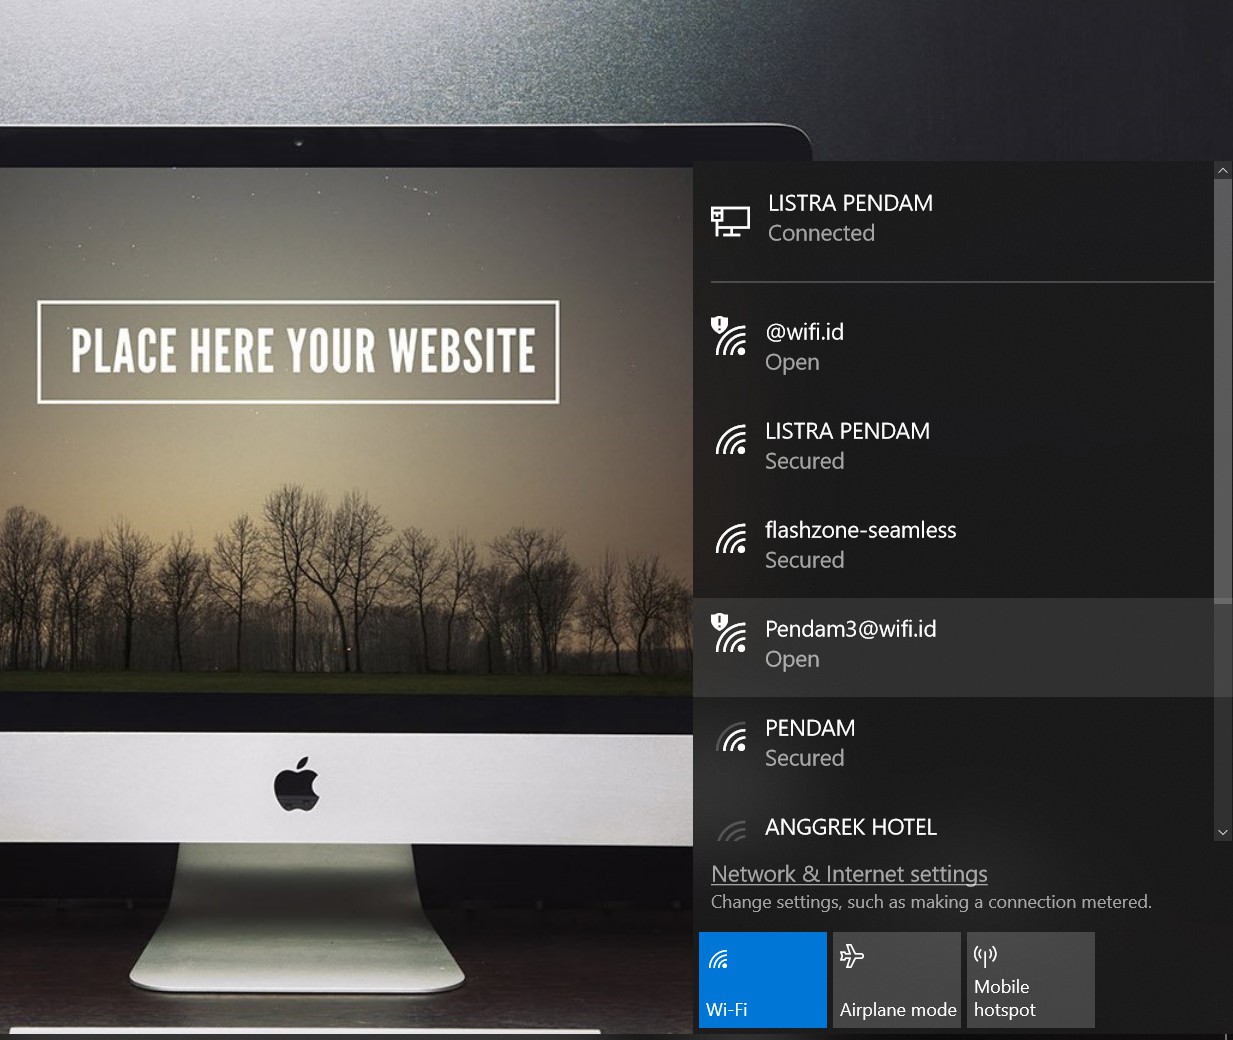 PLACE HERE YOUR WEBSITE
LISTRA PENDAM
Connected
@wifi.id
Open
LISTRA PENDAM
Secured
flashzone-seamless
Secured
Pendam3@wifi.id
Open
PENDAM
Secured
ANGGREK HOTEL
Network & Internet settings
Change settings, such as making a connection metered.
Wi-Fi
Airplane mode
Mobile
hotspot